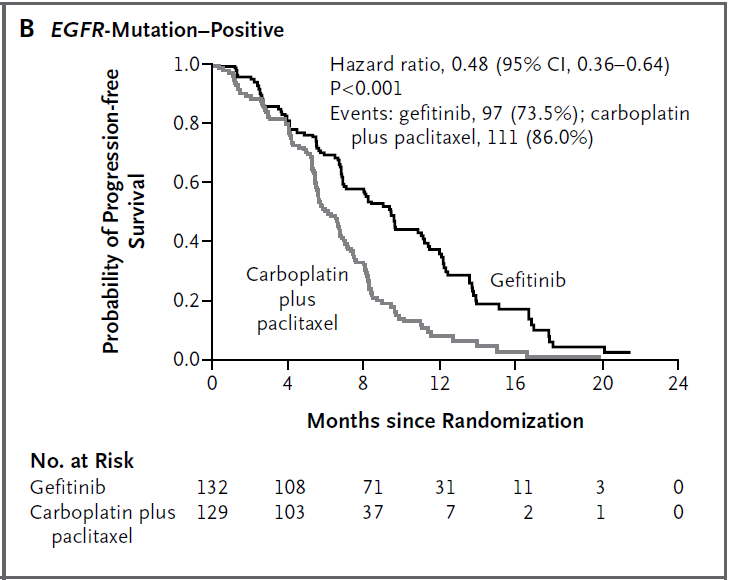 B EGFR-Mutation–Positive
Hazard ratio, 0.48 (95% CI, 0.36–0.64)
P<0.001
Events: gefitinib, 97 (73.5%); carboplatin
plus paclitaxel, 111 (86.0%)
Probability of Progression-free
Survival
1.0
0.8
0.6
0.4
0.2
0.0
Carboplatin
plus
paclitaxel
Gefitinib
0 4 8 12 16 20 24
Months since Randomization
No. at Risk
Gefitinib 132 108 71 31 11 3 0
Carboplatin plus 129 103 37 7 2 1 0
paclitaxel